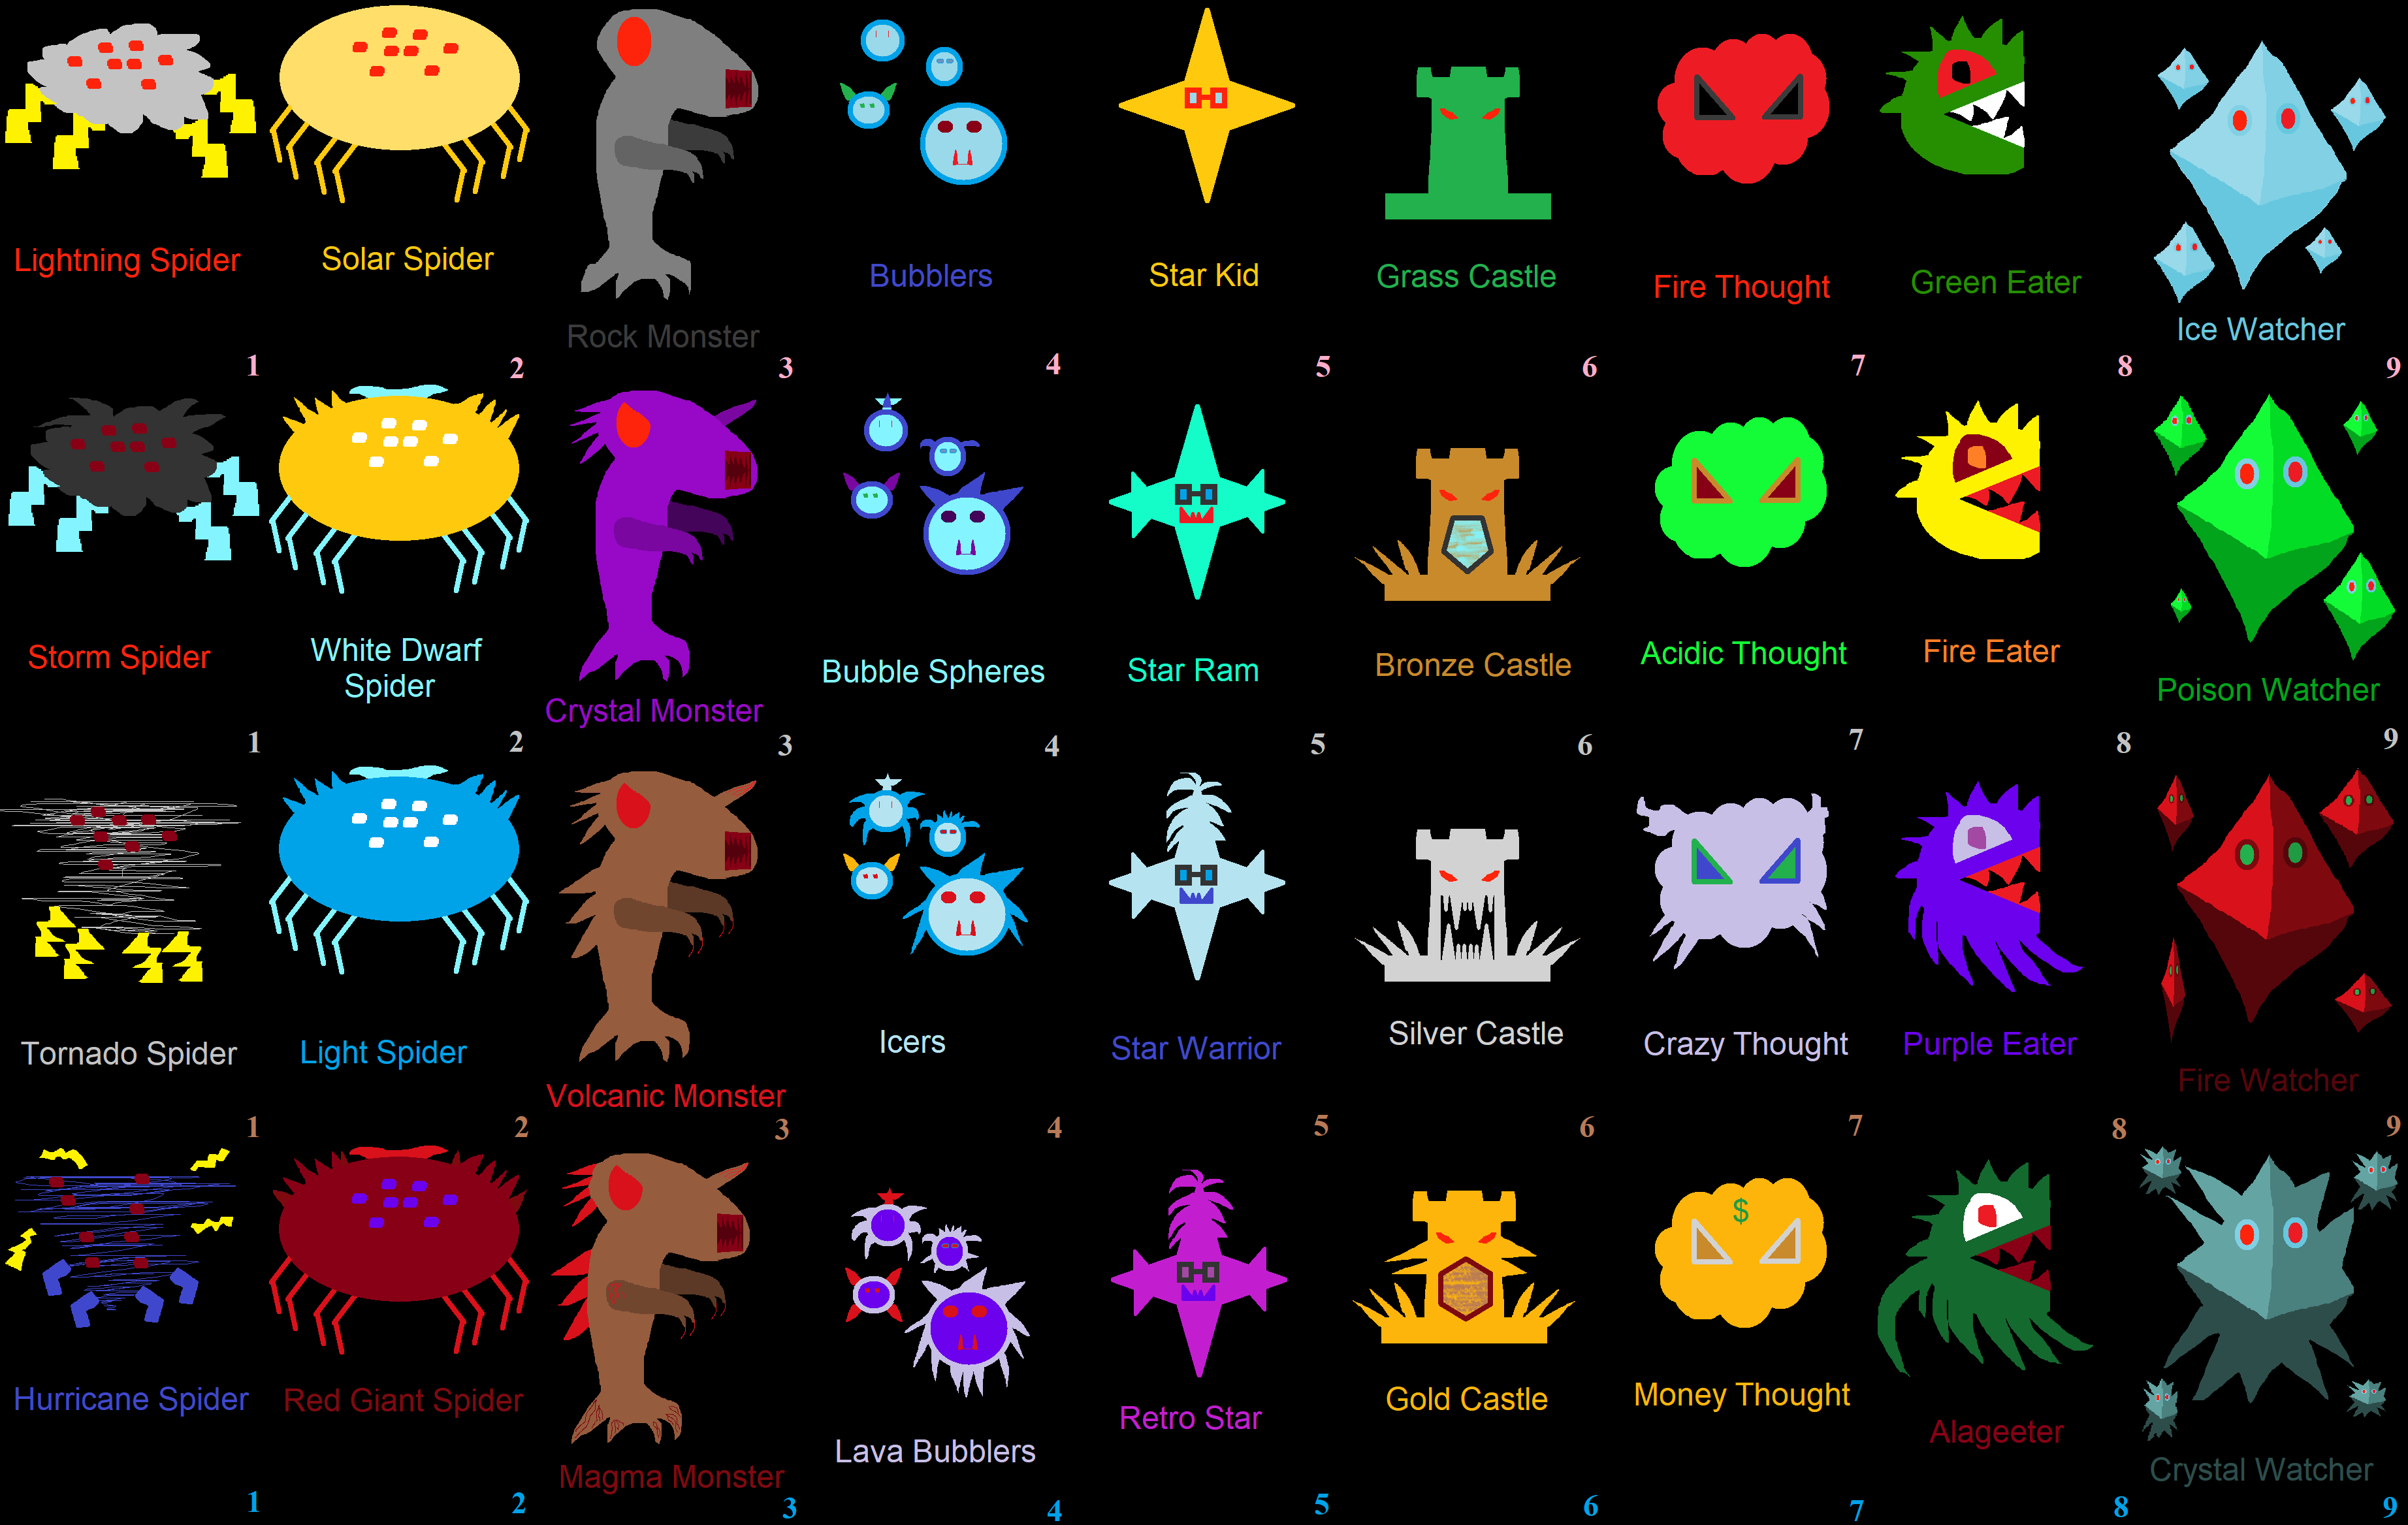 Lightning Spider
Solar Spider
Rock Monster
Bubblers
Star Kid
Grass Castle
Fire Thought
Green Eater
Ice Watcher
1
2
3
4
5
6
7
8
9
Storm Spider
White Dwarf
Spider
Crystal Monster
Bubble Spheres
Star Ram
Bronze Castle
Acidic Thought
Fire Eater
Poison Watcher
1
2
3
4
5
6
7
8
9
Tornado Spider
Light Spider
Volcanic Monster
Icers
Star Warrior
Silver Castle
Crazy Thought
Purple Eater
Fire Watcher
1
2
3
4
5
6
7
8
9
$
Hurricane Spider
Red Giant Spider
Magma Monster
Lava Bubblers
Retro Star
Gold Castle
Money Thought
Alageeter
Crystal Watcher
1
2
3
4
5
6
7
8
9